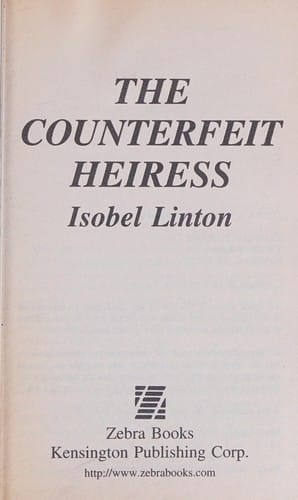 THE
COUNTERFEIT
HEIRESS
Isobel Linton
Zebra Books
Kensington Publishing Corp.
http://www.zebrabooks.com